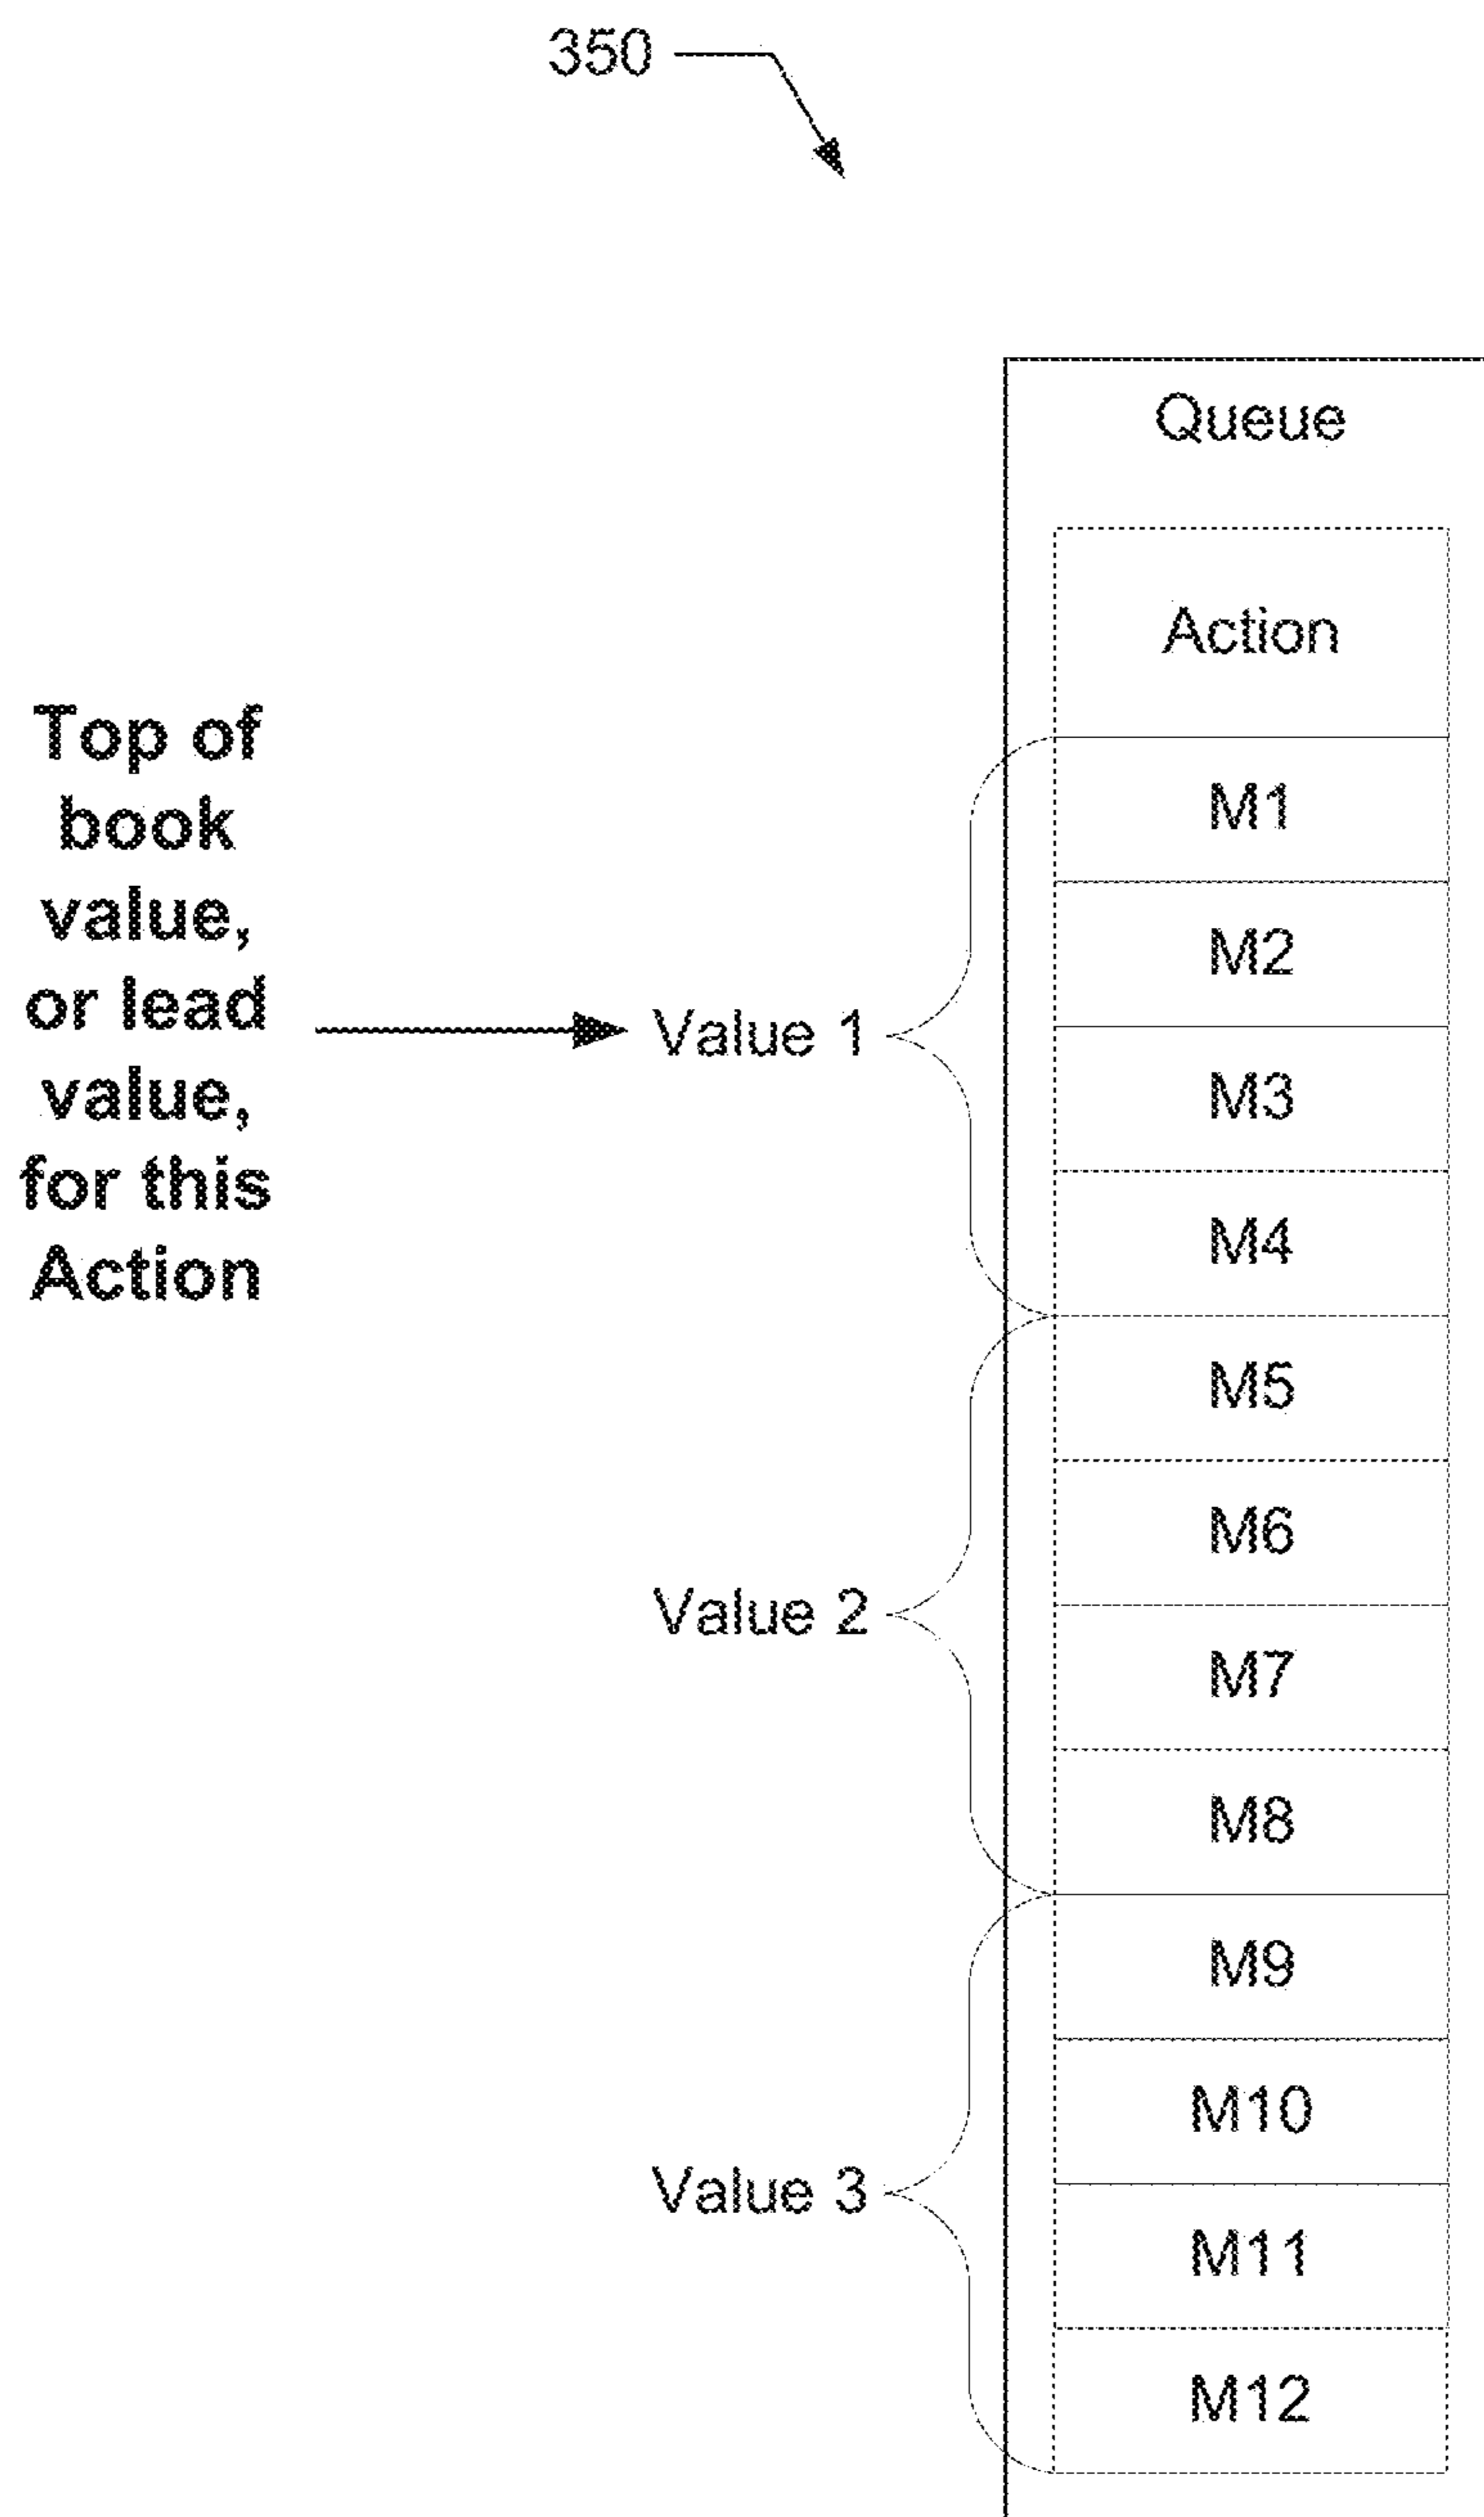 350
Queue
Action
Top of
book
value,
or lead
value,
for this
Action
Value 1
Value 2
Value 3
M1
M2
M3
M4
M5
M6
M7
M8
M9
M10
M11
M12